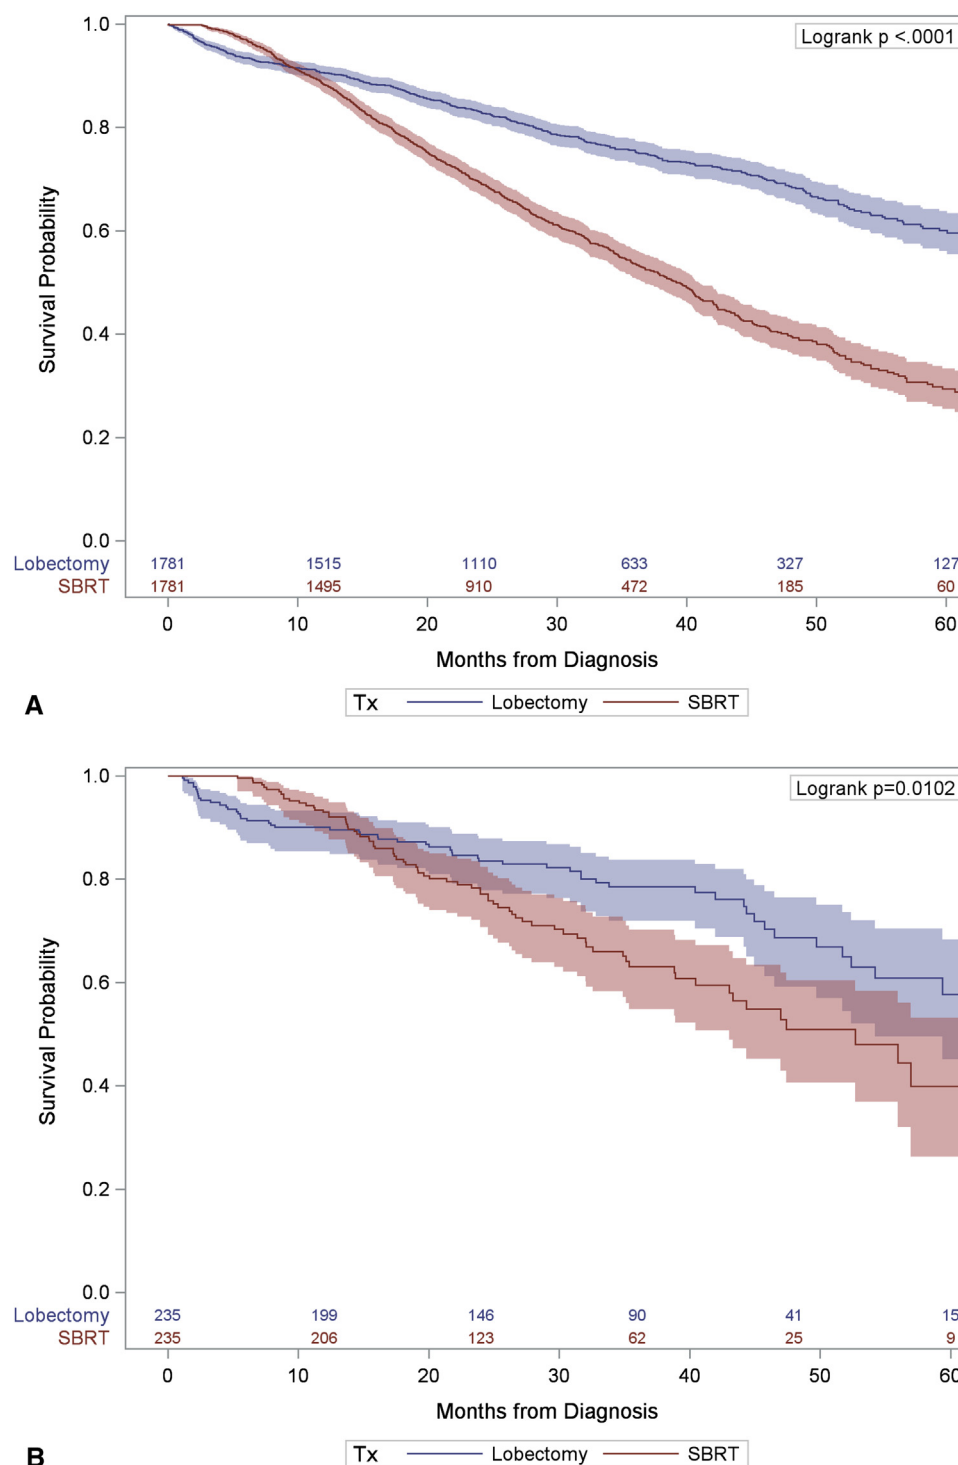 1.0
Logrank p <.0001
0.8
0.6
Survival Probability
0.4
0.2
0.0
Lobectomy 1781 1515 1110 633 327 127
SBRT 1781 1495 910 472 185 60
0 10 20 30 40 50 60
Months from Diagnosis
A
Tx Lobectomy SBRT
1.0
Logrank p=0.0102
0.8
0.6
Survival Probability
0.4
0.2
0.0
Lobectomy 235 199 146 90 41 15
SBRT 235 206 123 62 25 9
0 10 20 30 40 50 60
Months from Diagnosis
B
Tx Lobectomy SBRT